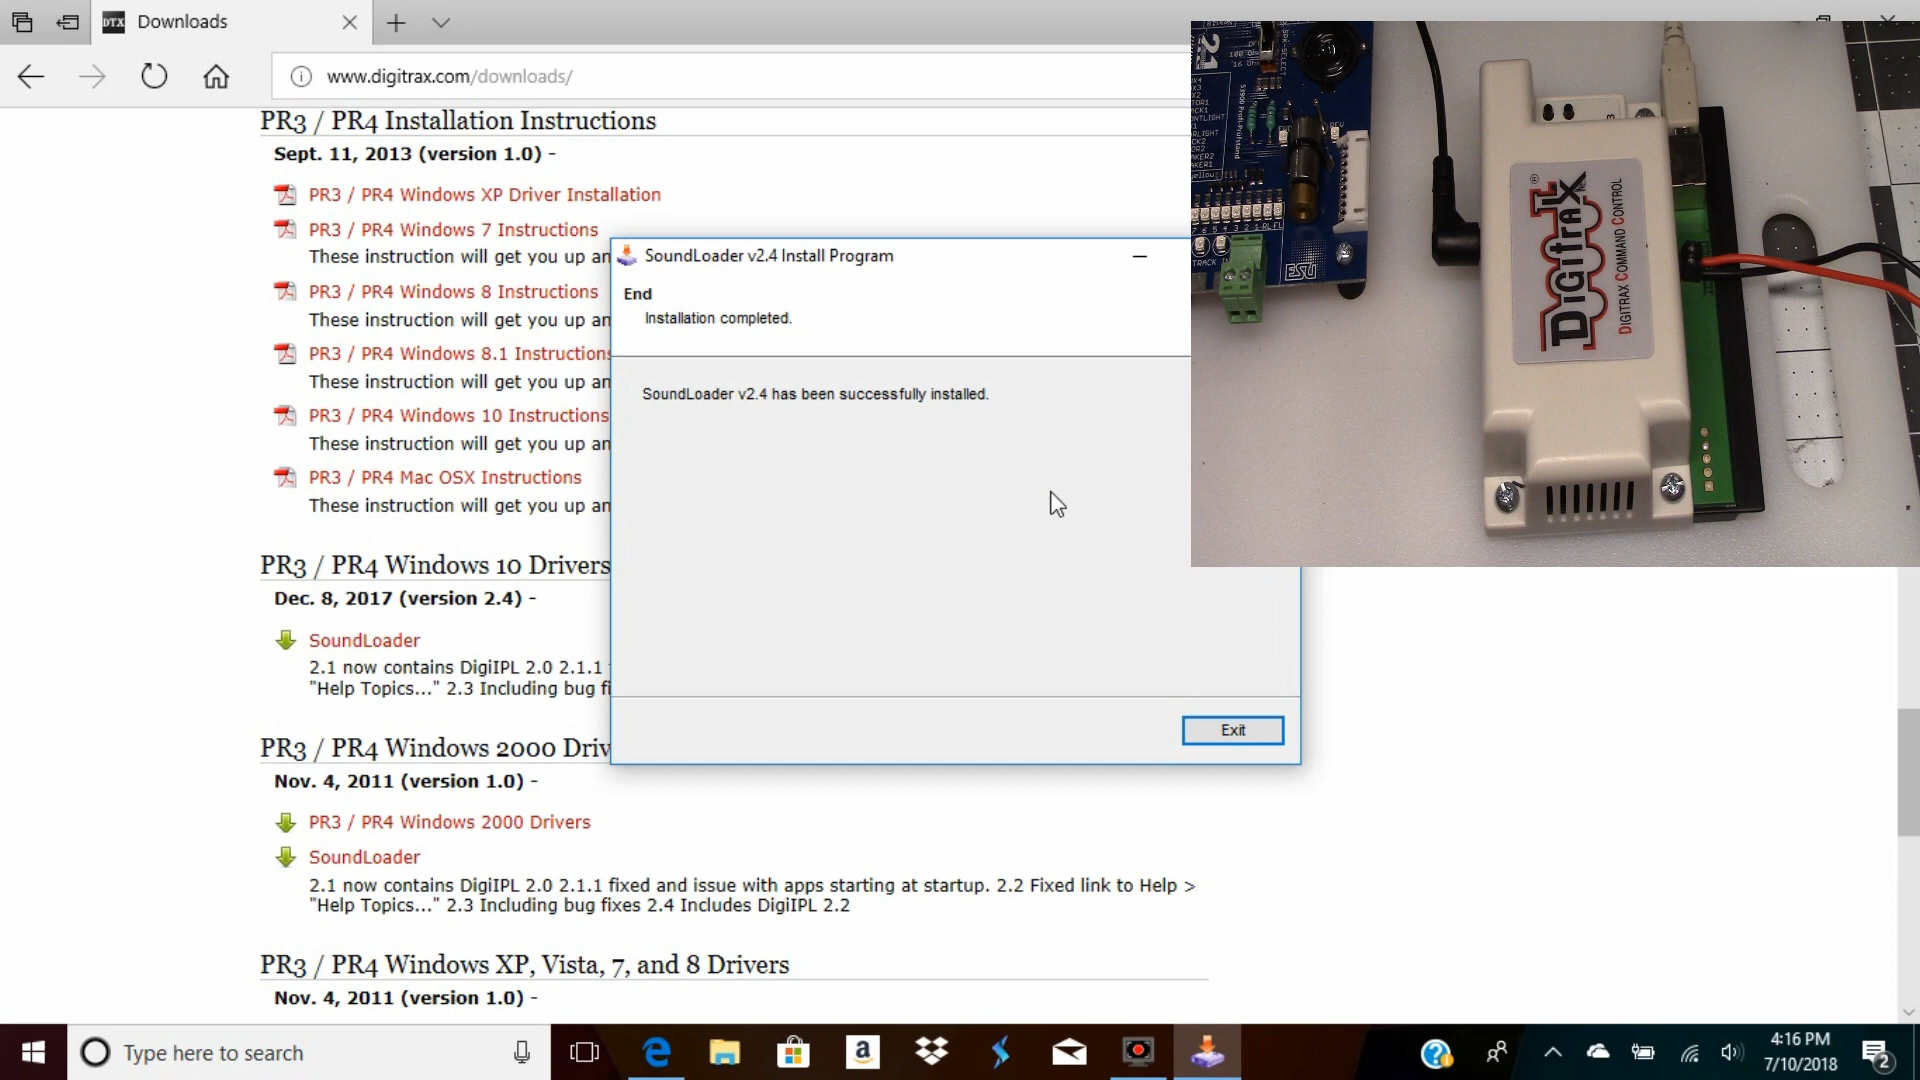 Downloads
www.digitrax.com/downloads/
PR3 / PR4 Installation Instructions
Sept. 11, 2013 (version 1.0) -
PR3 / PR4 Windows XP Driver Installation
PR3 / PR4 Windows 7 Instructions
These instruction will get you up an
PR3 / PR4 Windows 8 Instructions
These instruction will get you up an
PR3 / PR4 Windows 8.1 Instructions
These instruction will get you up an
PR3 / PR4 Windows 10 Instructions
These instruction will get you up an
PR3 / PR4 Mac OSX Instructions
These instruction will get you up an
PR3 / PR4 Windows 10 Drivers
Dec. 8, 2017 (version 2.4) -
SoundLoader
2.1 now contains DigiIPL 2.0 2.1.1
"Help Topics..." 2.3 Including bug fi
PR3 / PR4 Windows 2000 Driv
Nov. 4, 2011 (version 1.0) -
PR3 / PR4 Windows 2000 Drivers
SoundLoader
2.1 now contains DigiIPL 2.0 2.1.1 fixed and issue with apps starting at startup. 2.2 Fixed link to Help >
"Help Topics..." 2.3 Including bug fixes 2.4 Includes DigiIPL 2.2
PR3 / PR4 Windows XP, Vista, 7, and 8 Drivers
Nov. 4, 2011 (version 1.0) -
SoundLoader v2.4 Install Program
End
Installation completed.
SoundLoader v2.4 has been successfully installed.
Exit
DIGITRAX
DIGITRAX COMMAND CONTROL
ESU
TRACK IN
53900 Profi-Prüfstand
SPK-SELECT
Type here to search
4:16 PM
7/10/2018
2